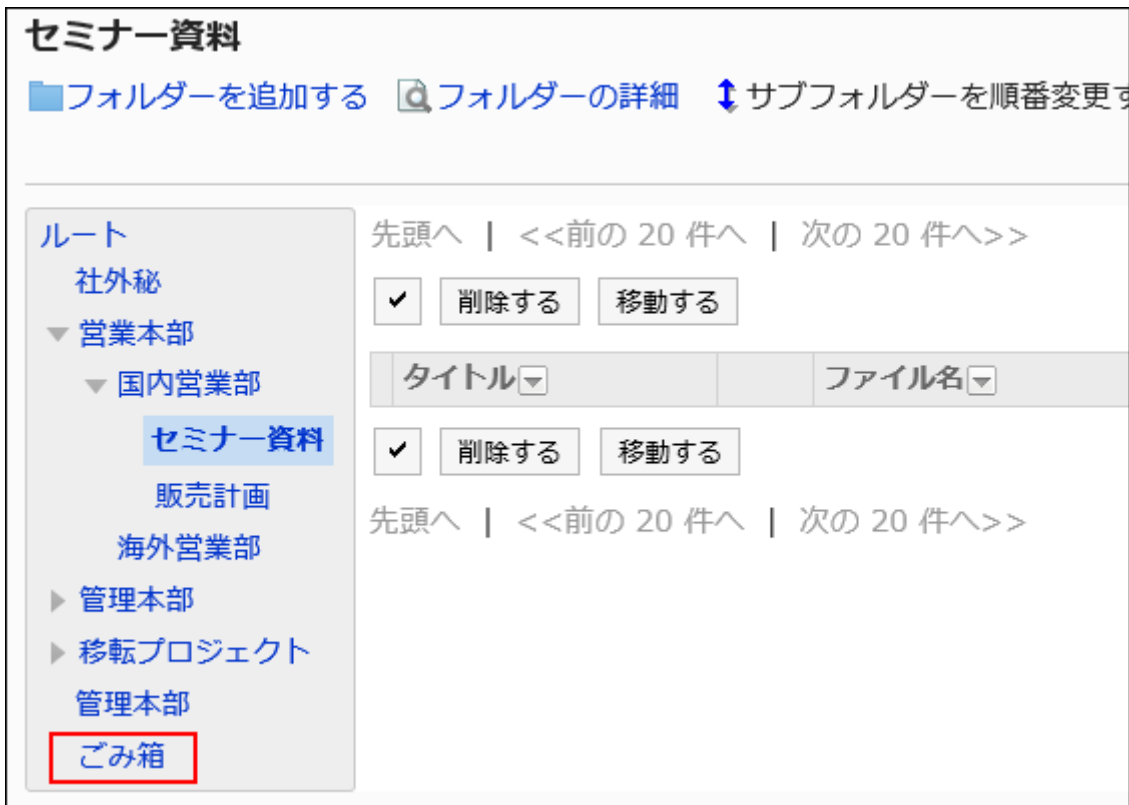 セミナー資料
フォルダーを追加する フォルダーの詳細 サブフォルダーを順番変更す
ルート
社外秘
営業本部
国内営業部
セミナー資料
販売計画
海外営業部
管理本部
移転プロジェクト
管理本部
ごみ箱
先頭へ | <<前の 20 件へ | 次の 20 件へ>>
削除する 移動する
タイトル ファイル名
削除する 移動する
先頭へ | <<前の 20 件へ | 次の 20 件へ>>